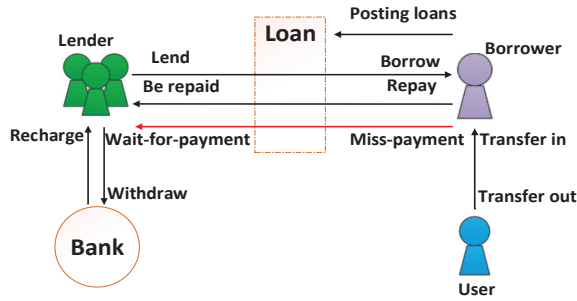 Posting loans
Lender
Loan
Borrower
Lend
Borrow
Be repaid
Repay
Recharge
Wait-for-payment
Miss-payment
Transfer in
Withdraw
Transfer out
Bank
User